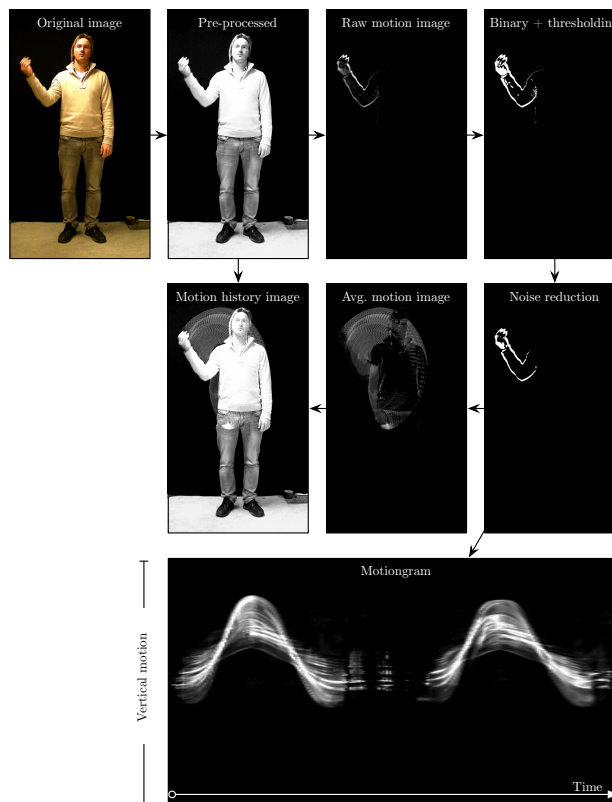 Original image
Pre-processed
Raw motion image
Binary + thresholdin
Motion history image
Avg. motion image
Noise reduction
Motiongram
Vertical motion
Time